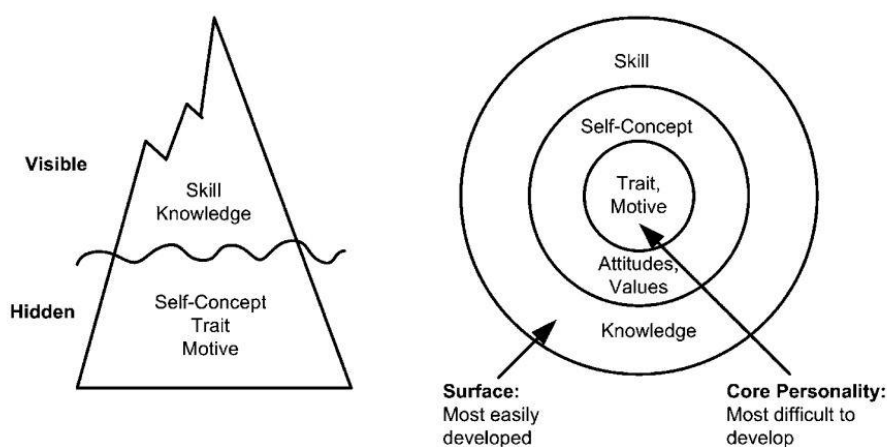 Visible
Skill
Knowledge
Hidden
Self-Concept
Trait
Motive
Skill
Self-Concept
Trait,
Motive
Attitudes,
Values
Knowledge
Surface:
Most easily
developed
Core Personality:
Most difficult to
develop